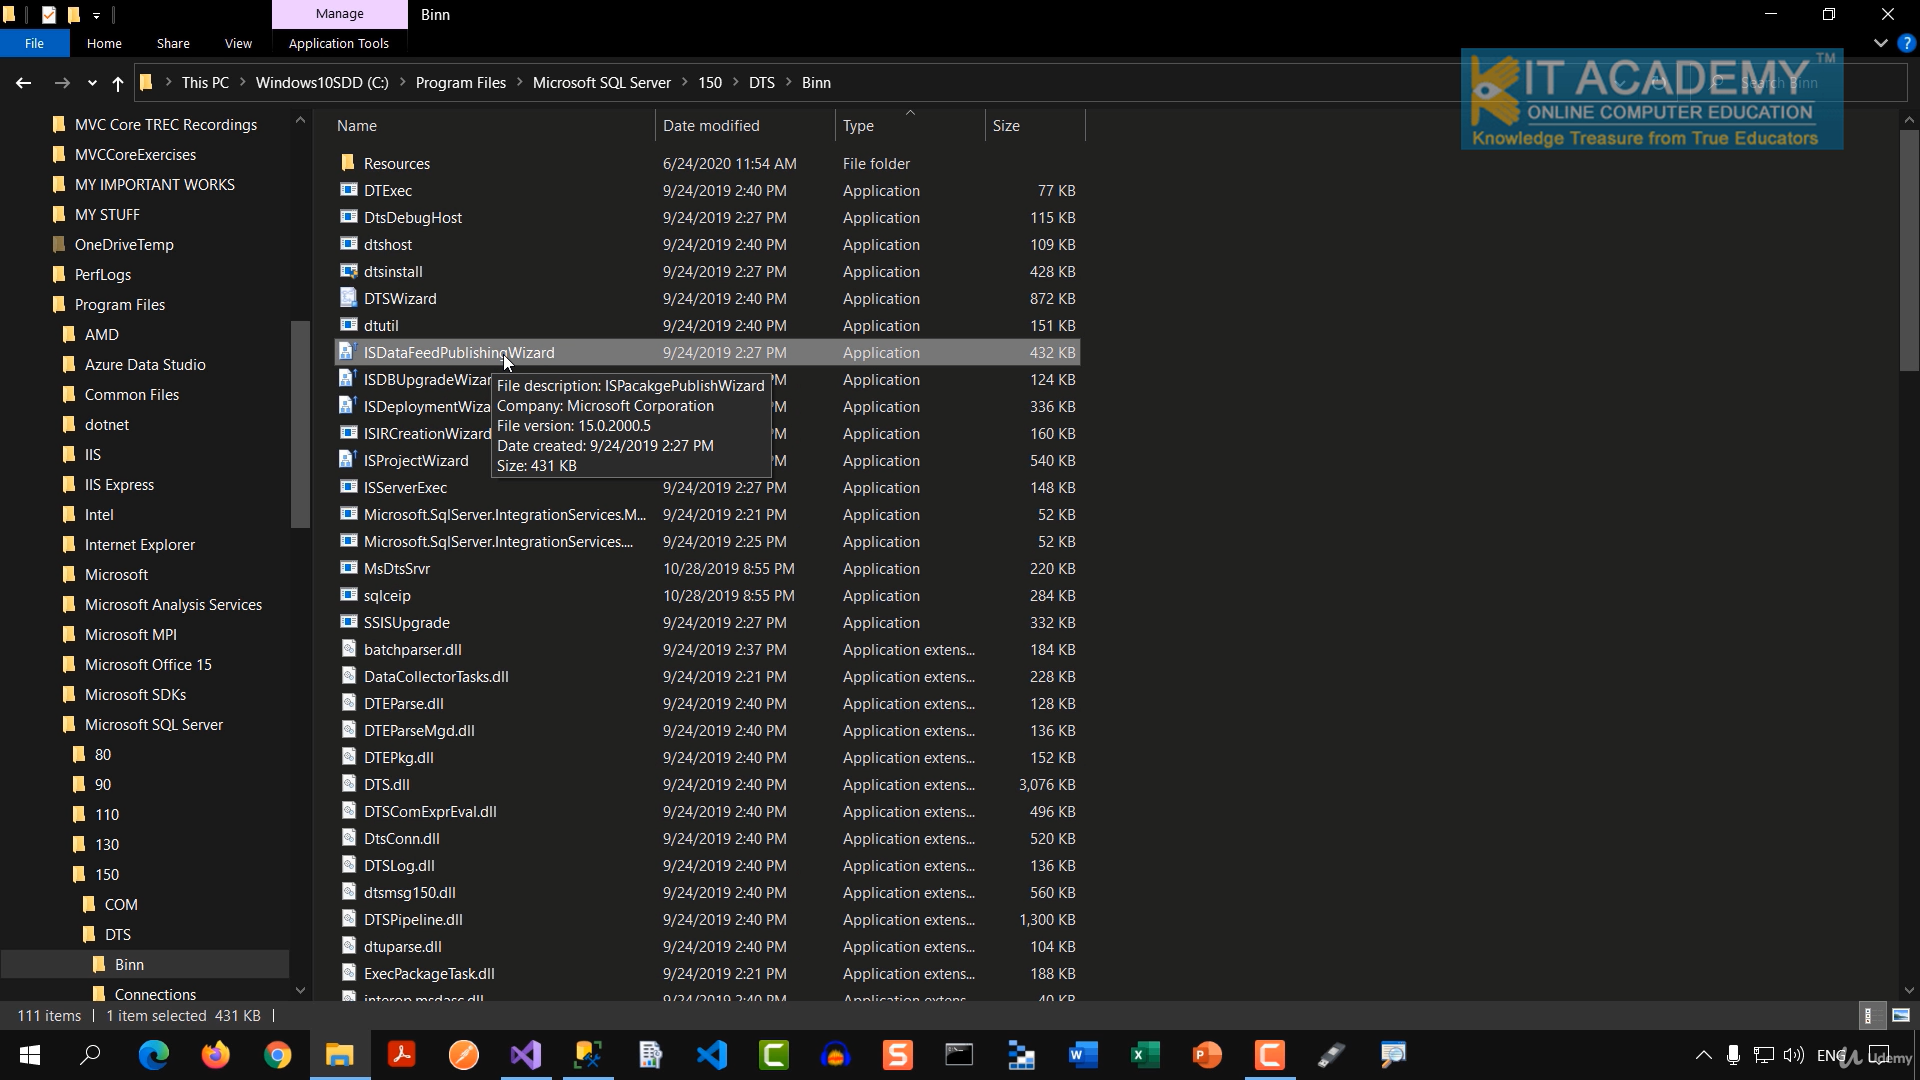 Manage
Binn
File
Home
Share
View
Application Tools
This PC
Windows10SDD (C:)
Program Files
Microsoft SQL Server
150
DTS
Binn
Search Binn
KIT ACADEMY™
ONLINE COMPUTER EDUCATION
Knowledge Treasure from True Educators
MVC Core TREC Recordings
MVCCoreExercises
MY IMPORTANT WORKS
MY STUFF
OneDriveTemp
PerfLogs
Program Files
AMD
Azure Data Studio
Common Files
dotnet
IIS
IIS Express
Intel
Internet Explorer
Microsoft
Microsoft Analysis Services
Microsoft MPI
Microsoft Office 15
Microsoft SDKs
Microsoft SQL Server
80
90
110
130
150
COM
DTS
Binn
Connections
Name Date modified Type Size
Resources 6/24/2020 11:54 AM File folder
DTExec 9/24/2019 2:40 PM Application 77 KB
DtsDebugHost 9/24/2019 2:27 PM Application 115 KB
dtshost 9/24/2019 2:40 PM Application 109 KB
dtsinstall 9/24/2019 2:27 PM Application 428 KB
DTSWizard 9/24/2019 2:40 PM Application 872 KB
dtutil 9/24/2019 2:40 PM Application 151 KB
ISDataFeedPublishingWizard 9/24/2019 2:27 PM Application 432 KB
ISDBUpgradeWizar PM Application 124 KB
ISDeploymentWiza PM Application 336 KB
ISIRCreationWizard PM Application 160 KB
ISProjectWizard PM Application 540 KB
File description: ISPacakgePublishWizard
Company: Microsoft Corporation
File version: 15.0.2000.5
Date created: 9/24/2019 2:27 PM
Size: 431 KB
ISServerExec 9/24/2019 2:27 PM Application 148 KB
Microsoft.SqlServer.IntegrationServices.M... 9/24/2019 2:21 PM Application 52 KB
Microsoft.SqlServer.IntegrationServices.... 9/24/2019 2:25 PM Application 52 KB
MsDtsSrvr 10/28/2019 8:55 PM Application 220 KB
sqlceip 10/28/2019 8:55 PM Application 284 KB
SSISUpgrade 9/24/2019 2:27 PM Application 332 KB
batchparser.dll 9/24/2019 2:37 PM Application extens... 184 KB
DataCollectorTasks.dll 9/24/2019 2:21 PM Application extens... 228 KB
DTEParse.dll 9/24/2019 2:40 PM Application extens... 128 KB
DTEParseMgd.dll 9/24/2019 2:40 PM Application extens... 136 KB
DTEPkg.dll 9/24/2019 2:40 PM Application extens... 152 KB
DTS.dll 9/24/2019 2:40 PM Application extens... 3,076 KB
DTSComExprEval.dll 9/24/2019 2:40 PM Application extens... 496 KB
DtsConn.dll 9/24/2019 2:40 PM Application extens... 520 KB
DTSLog.dll 9/24/2019 2:40 PM Application extens... 136 KB
dtsmsg150.dll 9/24/2019 2:40 PM Application extens... 560 KB
DTSPipeline.dll 9/24/2019 2:40 PM Application extens... 1,300 KB
dtuparse.dll 9/24/2019 2:40 PM Application extens... 104 KB
ExecPackageTask.dll 9/24/2019 2:21 PM Application extens... 188 KB
interop.msdasc.dll 9/24/2019 2:40 PM Application extens... 40 KB
111 items
1 item selected 431 KB
ENG
Udemy